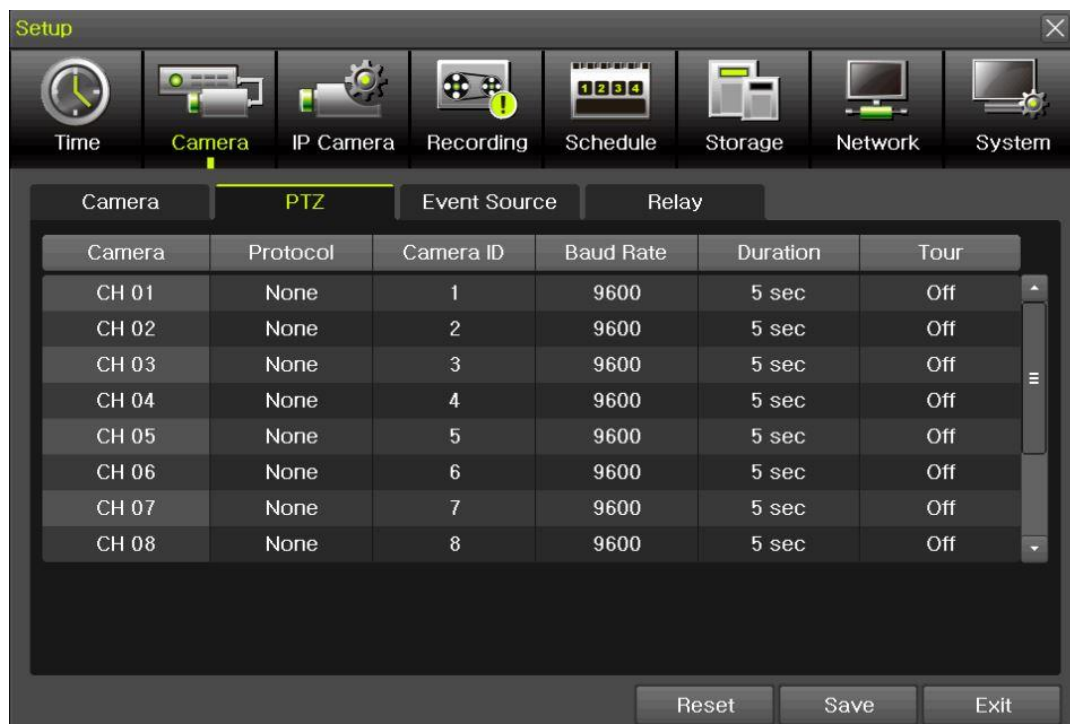 Setup
1 2 3 4
Time Camera IP Camera Recording Schedule Storage Network System
Camera PTZ Event Source Relay
Camera Protocol Camera ID Baud Rate Duration Tour
CH 01 None 1 9600 5 sec Off
CH 02 None 2 9600 5 sec Off
CH 03 None 3 9600 5 sec Off
CH 04 None 4 9600 5 sec Off
CH 05 None 5 9600 5 sec Off
CH 06 None 6 9600 5 sec Off
CH 07 None 7 9600 5 sec Off
CH 08 None 8 9600 5 sec Off
Reset Save Exit